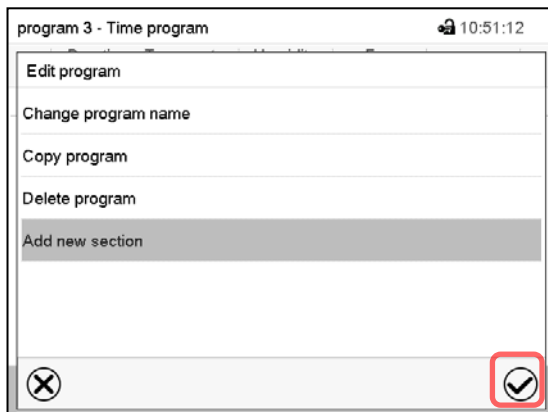 program 3 - Time program 10:51:12
Edit program
Change program name
Copy program
Delete program
Add new section